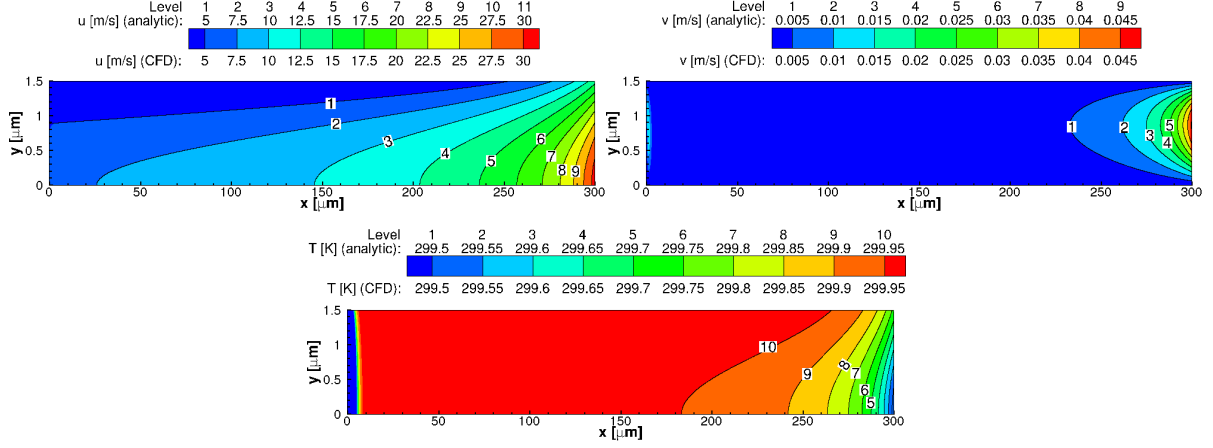 Level 1 2 3 4 5 6 7 8 9 10 11
u [m/s] (analytic): 5 7.5 10 12.5 15 17.5 20 22.5 25 27.5 30
u [m/s] (CFD): 5 7.5 10 12.5 15 17.5 20 22.5 25 27.5 30
1.5
1
0.5
0
y [μm]
1 2 3 4 5 6 7 8 9
0 50 100 150 200 250 300
x [μm]
Level 1 2 3 4 5 6 7 8 9
v [m/s] (analytic): 0.005 0.01 0.015 0.02 0.025 0.03 0.035 0.04 0.045
v [m/s] (CFD): 0.005 0.01 0.015 0.02 0.025 0.03 0.035 0.04 0.045
1.5
1
0.5
0
y [μm]
1 2 3 4 5
0 50 100 150 200 250 300
x [μm]
Level 1 2 3 4 5 6 7 8 9 10
T [K] (analytic): 299.5 299.55 299.6 299.65 299.7 299.75 299.8 299.85 299.9 299.95
T [K] (CFD): 299.5 299.55 299.6 299.65 299.7 299.75 299.8 299.85 299.9 299.95
1.5
1
0.5
0
y [μm]
10 9 8 7 6 5
0 50 100 150 200 250 300
x [μm]